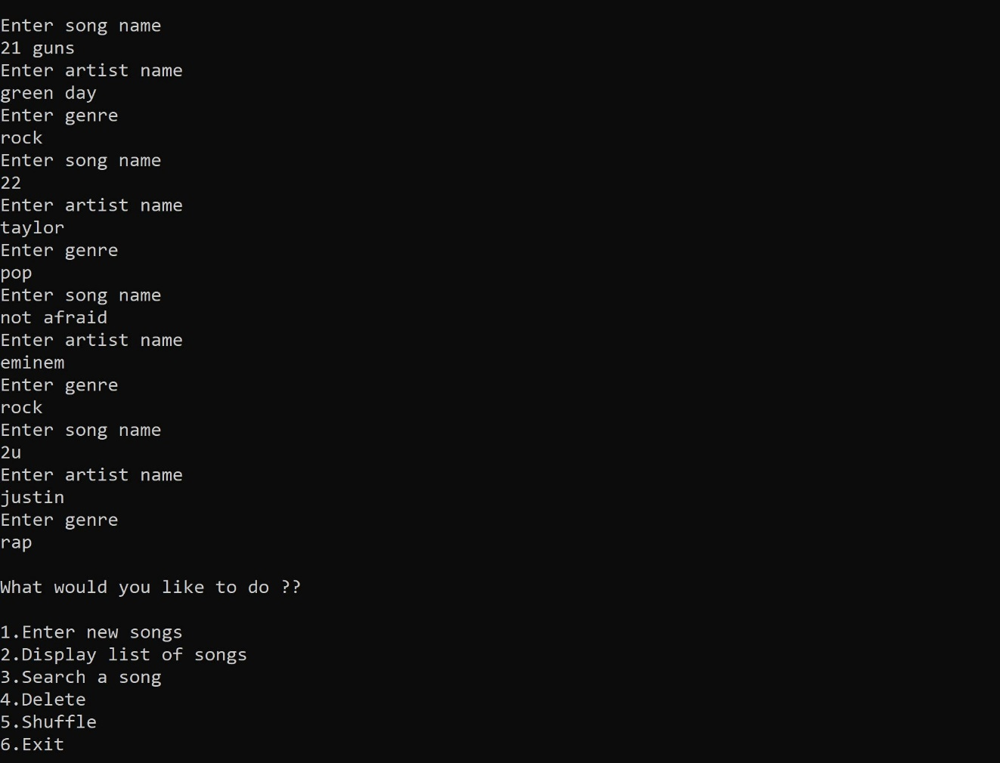 Enter song name
21 guns
Enter artist name
green day
Enter genre
rock
Enter song name
22
Enter artist name
taylor
Enter genre
pop
Enter song name
not afraid
Enter artist name
eminem
Enter genre
rock
Enter song name
2u
Enter artist name
justin
Enter genre
rap
What would you like to do ??
1.Enter new songs
2.Display list of songs
3.Search a song
4.Delete
5.Shuffle
6.Exit